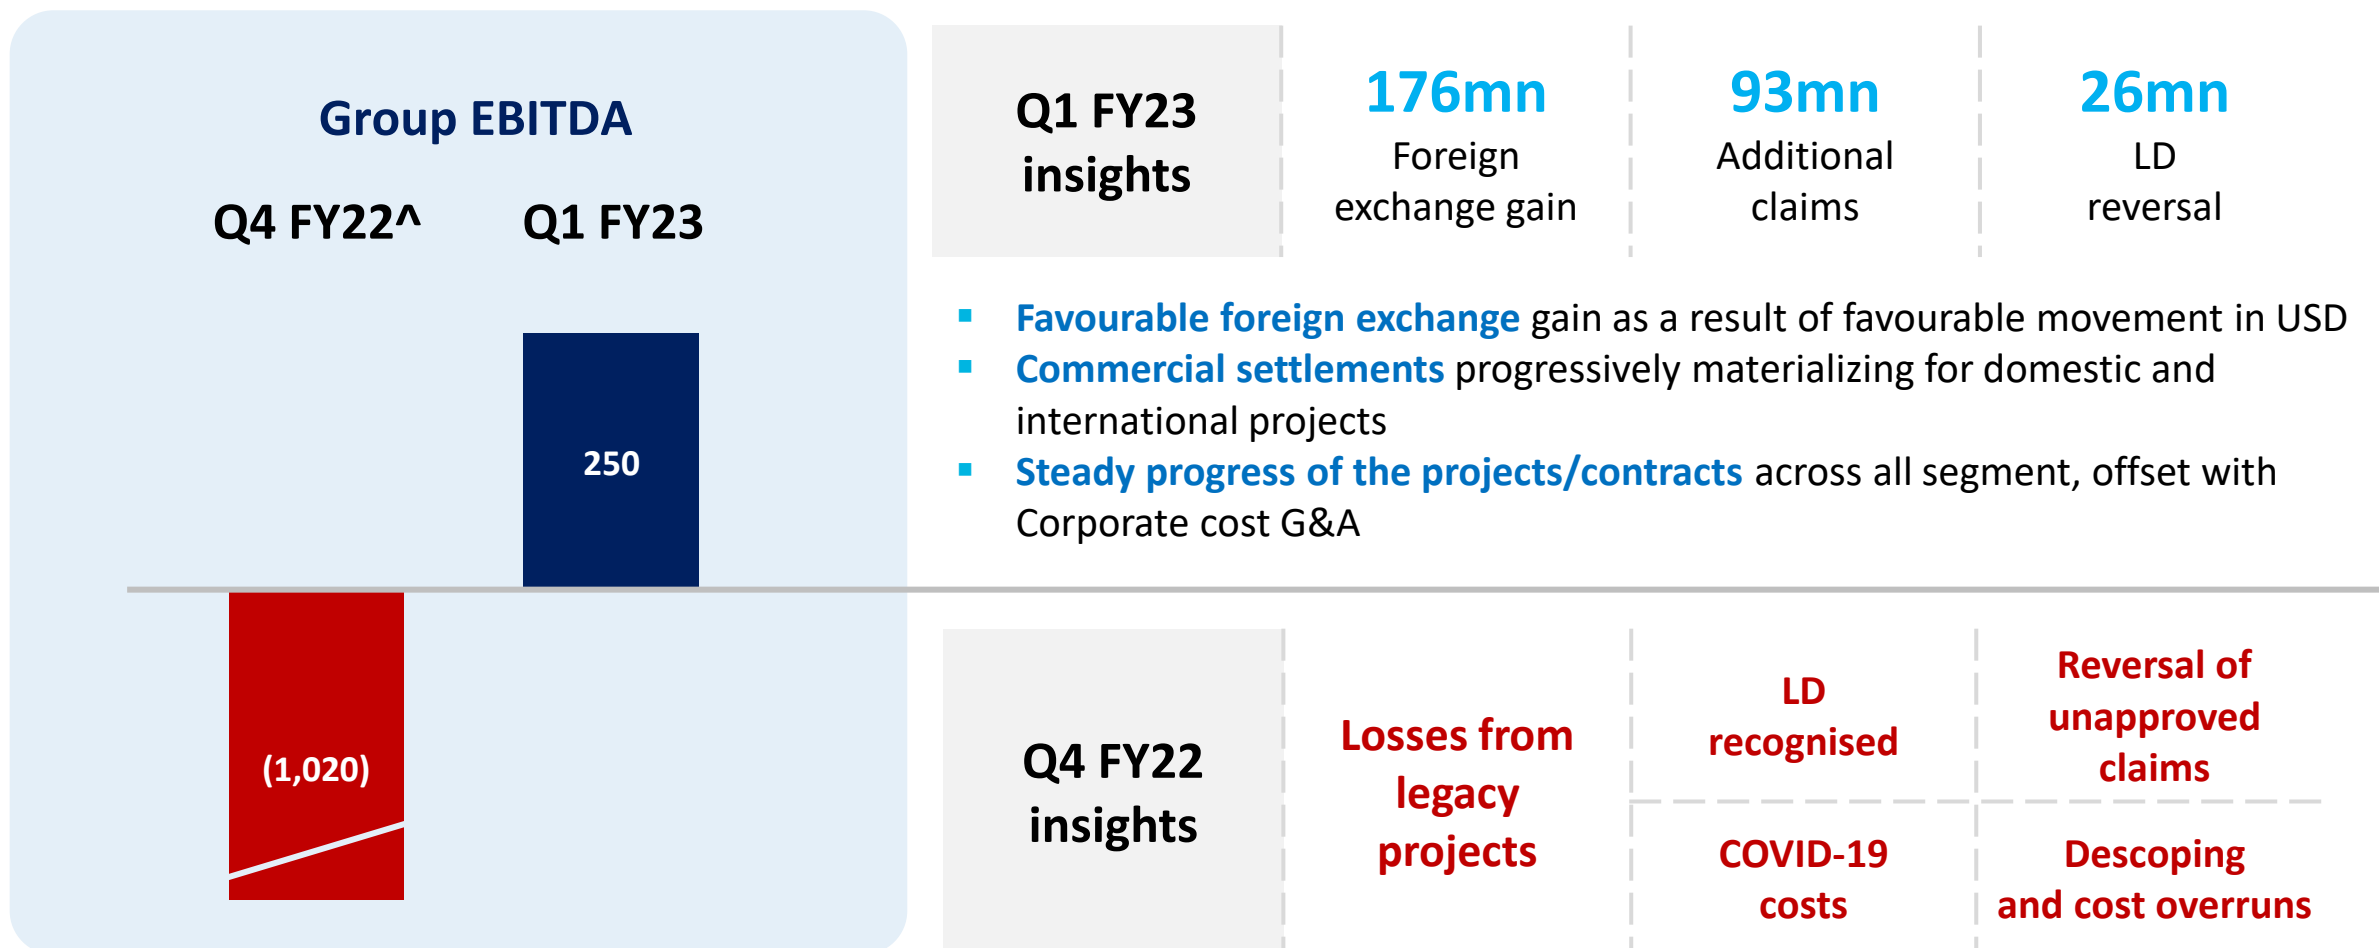 Group EBITDA
Q4 FY22^
Q1 FY23
250
(1,020)
Q1 FY23
insights
176mn
Foreign
exchange gain
93mn
Additional
claims
26mn
LD
reversal
▪ Favourable foreign exchange gain as a result of favourable movement in USD
▪ Commercial settlements progressively materializing for domestic and
international projects
▪ Steady progress of the projects/contracts across all segment, offset with
Corporate cost G&A
Q4 FY22
insights
Losses from
legacy
projects
LD
recognised
Reversal of
unapproved
claims
COVID-19
costs
Descoping
and cost overruns